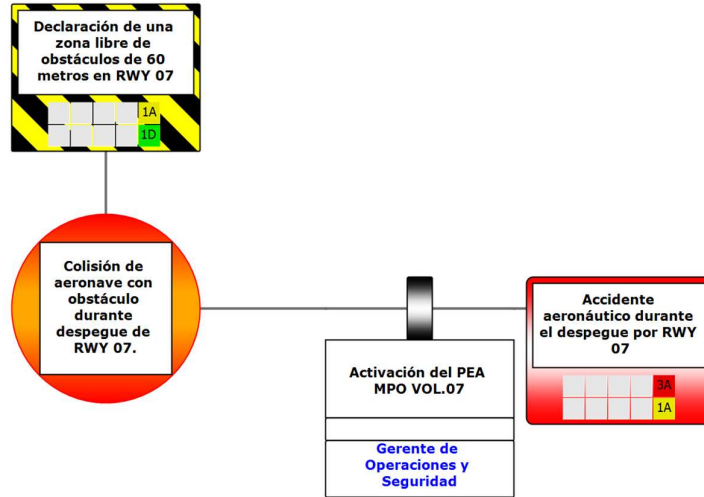 Declaración de una
zona libre de
obstáculos de 60
metros en RWY 07
1A
1D
Colisión de
aeronave con
obstáculo
durante
despegue de
RWY 07.
Activación del PEA
MPO VOL.07
Gerente de
Operaciones y
Seguridad
Accidente
aeronáutico durante
el despegue por RWY
07
3A
1A